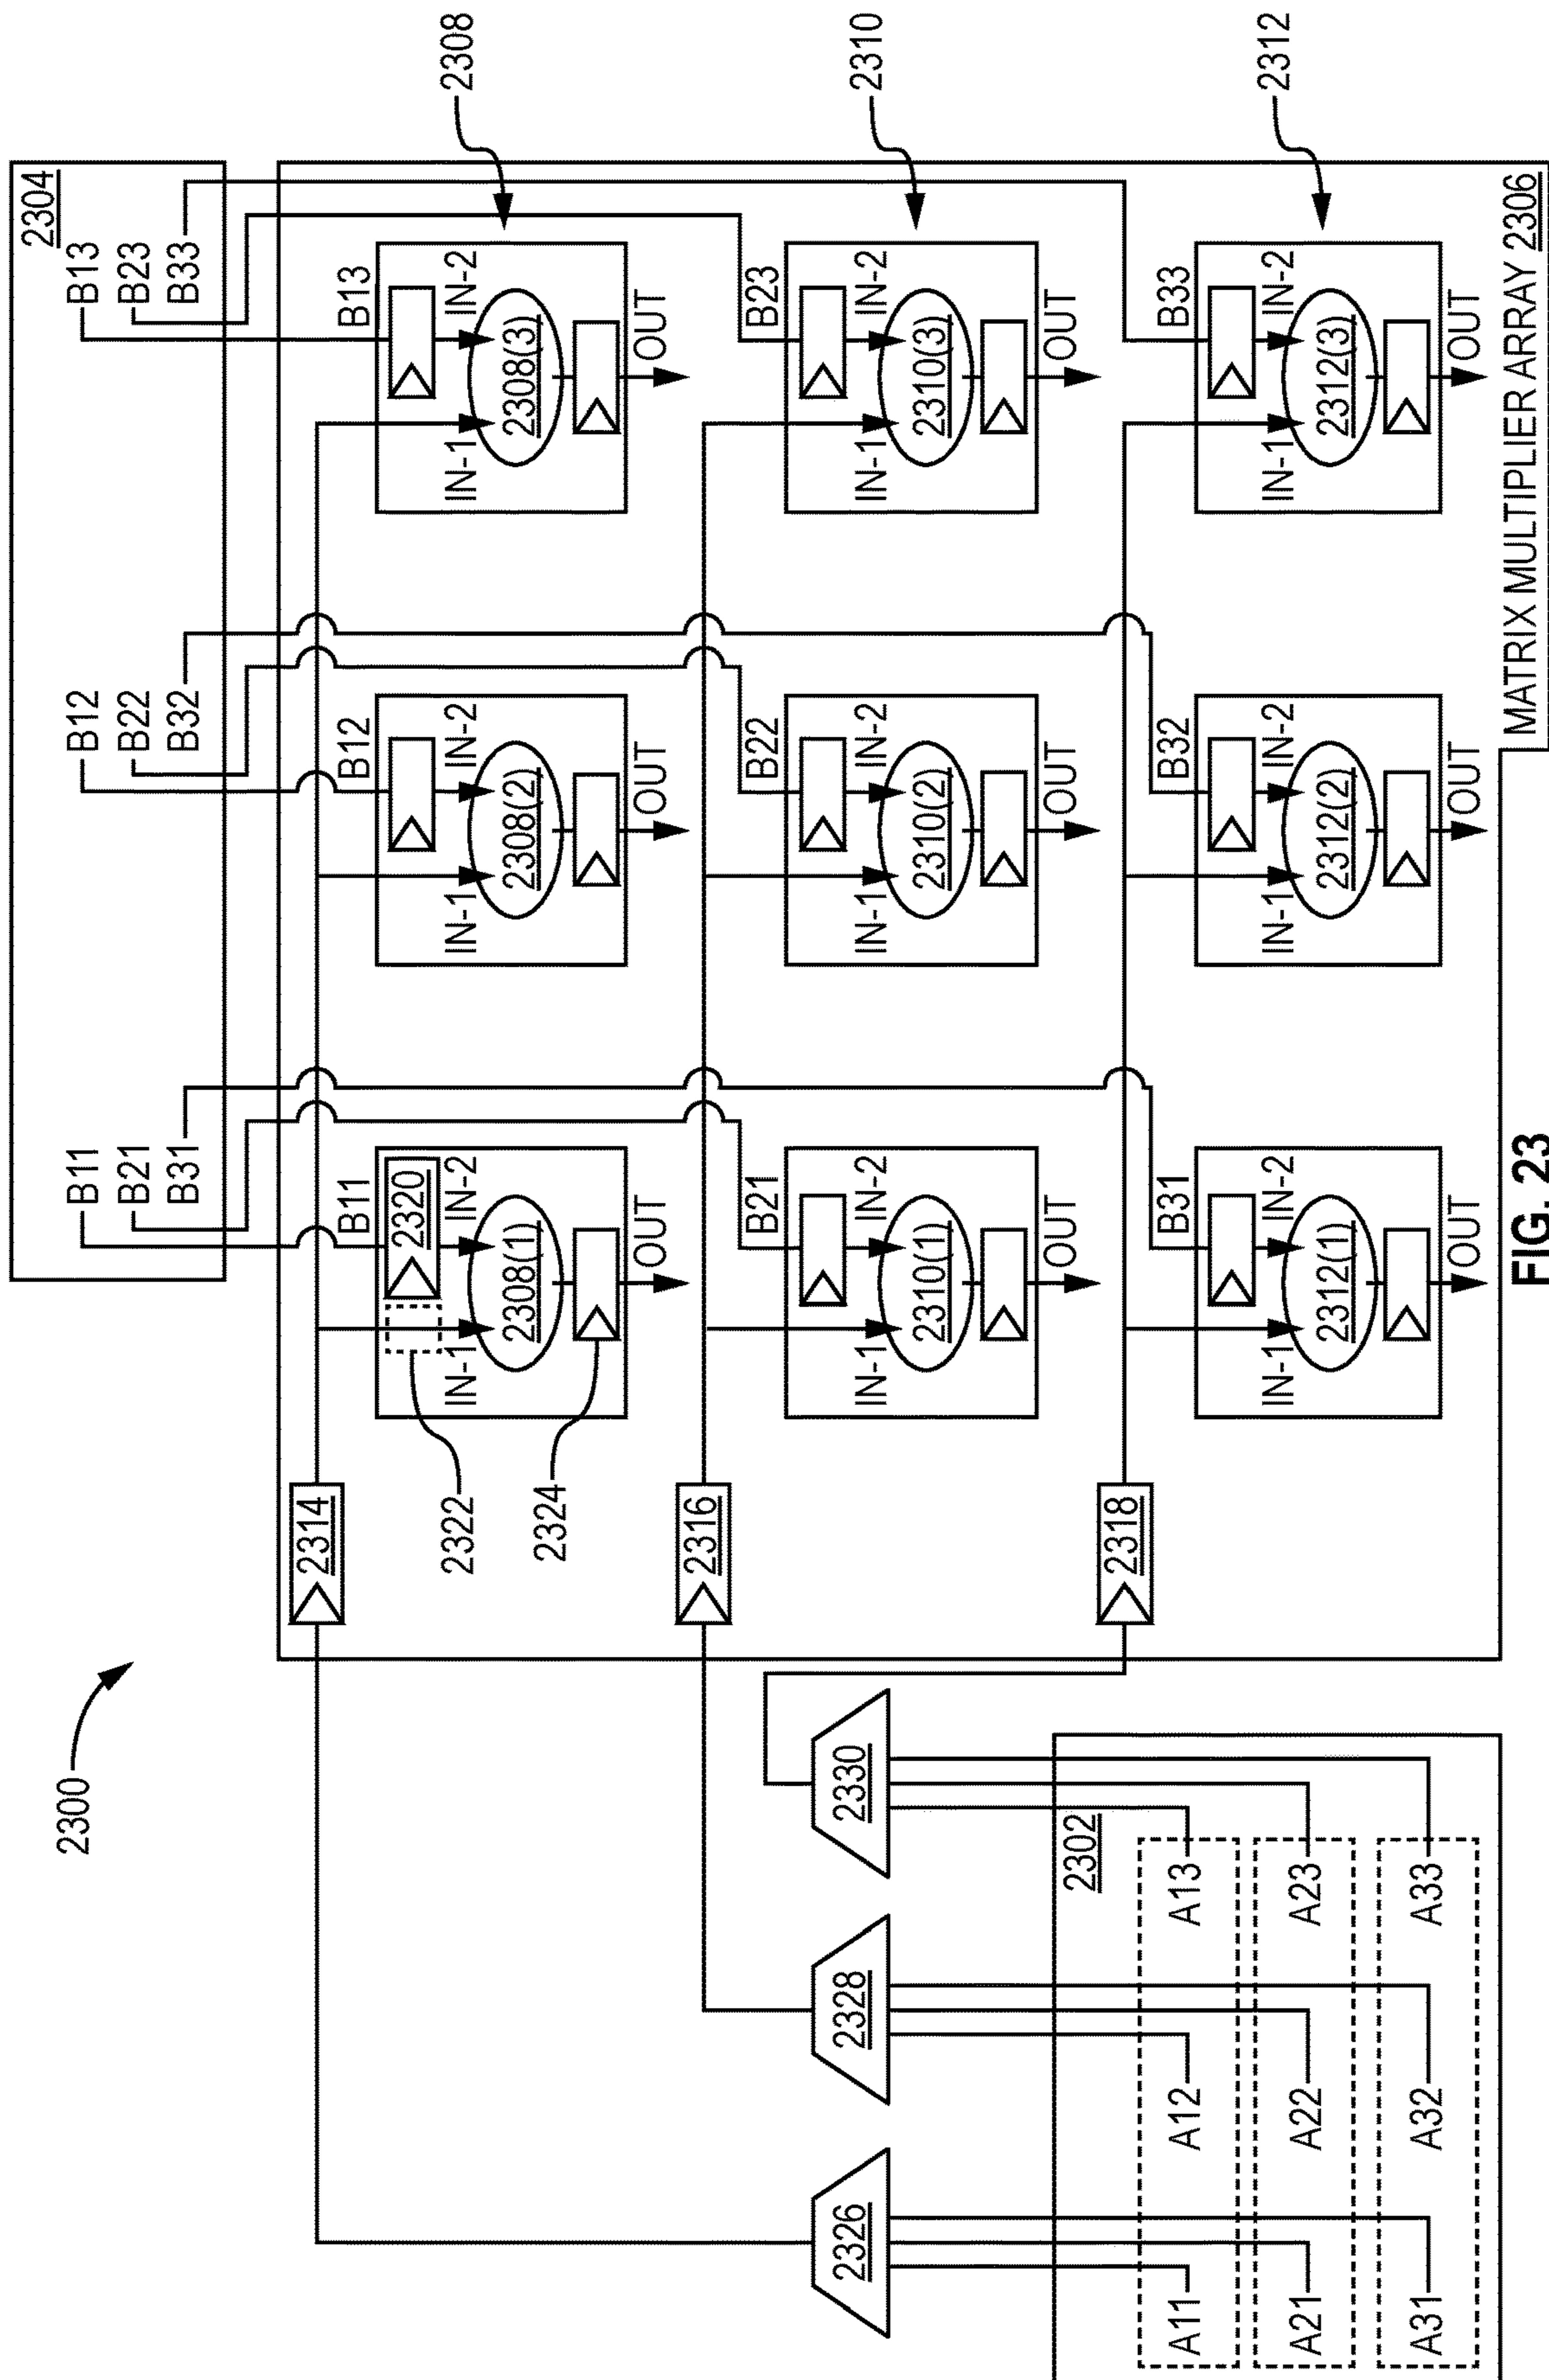 2300
2304
B11
B21
B31
B12
B22
B32
B13
B23
B33
2314
2322
2324
B11
2320
IN-1
IN-2
2308(1)
OUT
B12
IN-1
IN-2
2308(2)
OUT
B13
IN-1
IN-2
2308(3)
OUT
2308
2316
B21
IN-1
IN-2
2310(1)
OUT
B22
IN-1
IN-2
2310(2)
OUT
B23
IN-1
IN-2
2310(3)
OUT
2310
2318
B31
IN-1
IN-2
2312(1)
OUT
B32
IN-1
IN-2
2312(2)
OUT
B33
IN-1
IN-2
2312(3)
OUT
2312
MATRIX MULTIPLIER ARRAY 2306
2326
2328
2330
2302
A11 A12 A13
A21 A22 A23
A31 A32 A33
FIG. 23